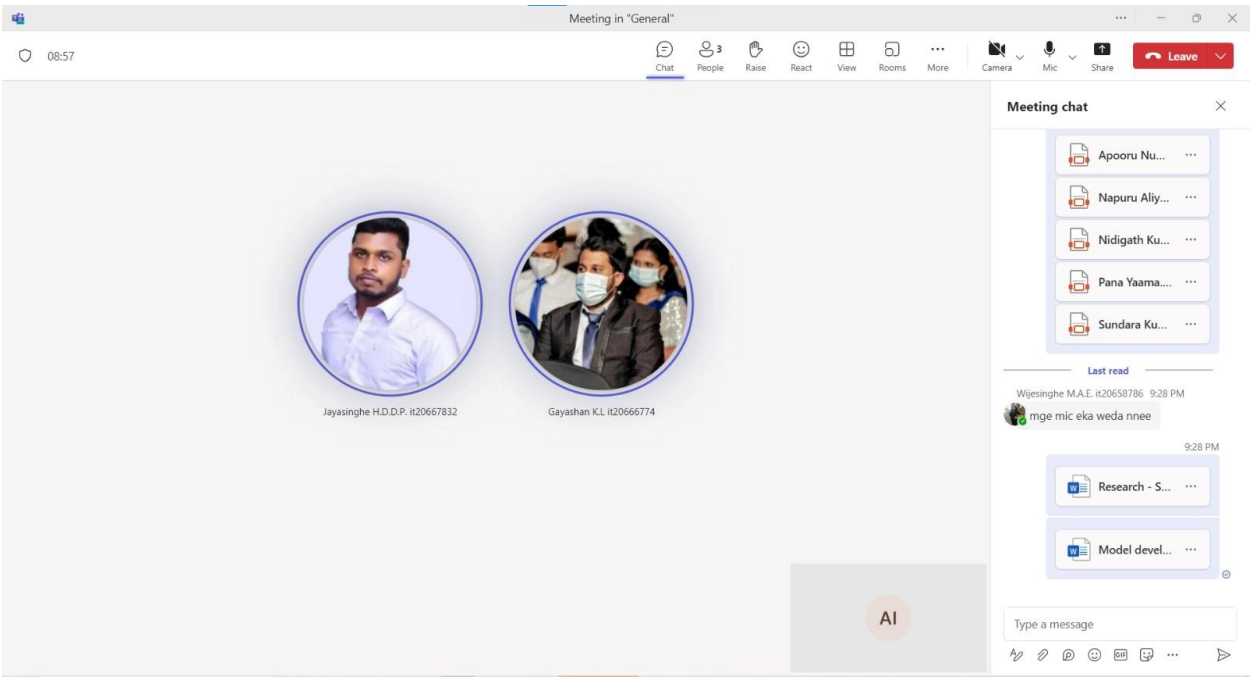 Meeting in "General"
08:57
Chat
People 3
Raise
React
View
Rooms
More
Camera
Mic
Share
Leave
Meeting chat
Apooru Nu...
Napuru Aliy...
Nidigath Ku...
Pana Yaama....
Sundara Ku...
Last read
Wijesinghe M.A.E. it20658786 9:28 PM
mge mic eka weda nnee
9:28 PM
W Research - S...
W Model devel...
Jayasinghe H.D.D.P. it20667832
Gayashan K.L it20666774
AI
Type a message
GIF